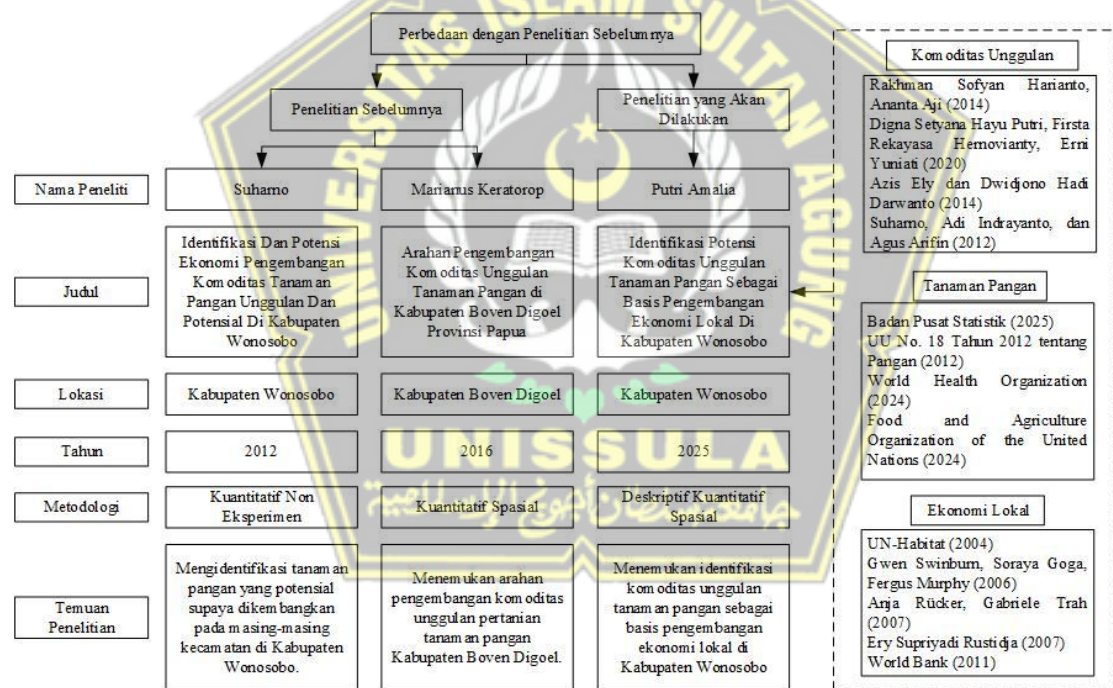 Perbedaan dengan Penelitian Sebelumnya
Penelitian Sebelumnya
Penelitian yang Akan
Dilakukan
Nama Peneliti
Suharno
Marianus Keratorop
Putri Amalia
Judul
Identifikasi Dan Potensi
Ekonomi Pengembangan
Komoditas Tanaman
Pangan Unggulan Dan
Potensial Di Kabupaten
Wonosobo
Arahan Pengembangan
Komoditas Unggulan
Tanaman Pangan di
Kabupaten Boven Digoel
Provinsi Papua
Identifikasi Potensi
Komoditas Unggulan
Tanaman Pangan Sebagai
Basis Pengembangan
Ekonomi Lokal Di
Kabupaten Wonosobo
Lokasi
Kabupaten Wonosobo
Kabupaten Boven Digoel
Kabupaten Wonosobo
Tahun
2012
2016
2025
Metodologi
Kuantitatif Non
Eksperimen
Kuantitatif Spasial
Deskriptif Kuantitatif
Spasial
Temuan
Penelitian
Mengidentifikasi tanaman
pangan yang potensial
supaya dikembangkan
pada masing-masing
kecamatan di Kabupaten
Wonosobo.
Menemukan arahan
pengembangan komoditas
unggulan pertanian
tanaman pangan
Kabupaten Boven Digoel.
Menemukan identifikasi
komoditas unggulan
tanaman pangan sebagai
basis pengembangan
ekonomi lokal di
Kabupaten Wonosobo
Komoditas Unggulan
Rakhman Sofyan Harianto,
Ananta Aji (2014)
Digna Setyana Hayu Putri, Firsta
Rekayasa Hernovianty, Erni
Yuniati (2020)
Azis Ely dan Dwidjono Hadi
Darwanto (2014)
Suharno, Adi Indrayanto, dan
Agus Arifin (2012)
Tanaman Pangan
Badan Pusat Statistik (2025)
UU No. 18 Tahun 2012 tentang
Pangan (2012)
World Health Organization
(2024)
Food and Agriculture
Organization of the United
Nations (2024)
Ekonomi Lokal
UN-Habitat (2004)
Gwen Swinburn, Soraya Goga,
Fergus Murphy (2006)
Anja Rücker, Gabriele Trah
(2007)
Ery Supriyadi Rustidja (2007)
World Bank (2011)
UNIVERSITAS ISLAM SULTAN AGUNG
UNISSULA
جامعة سلطان أجونج الإسلامية